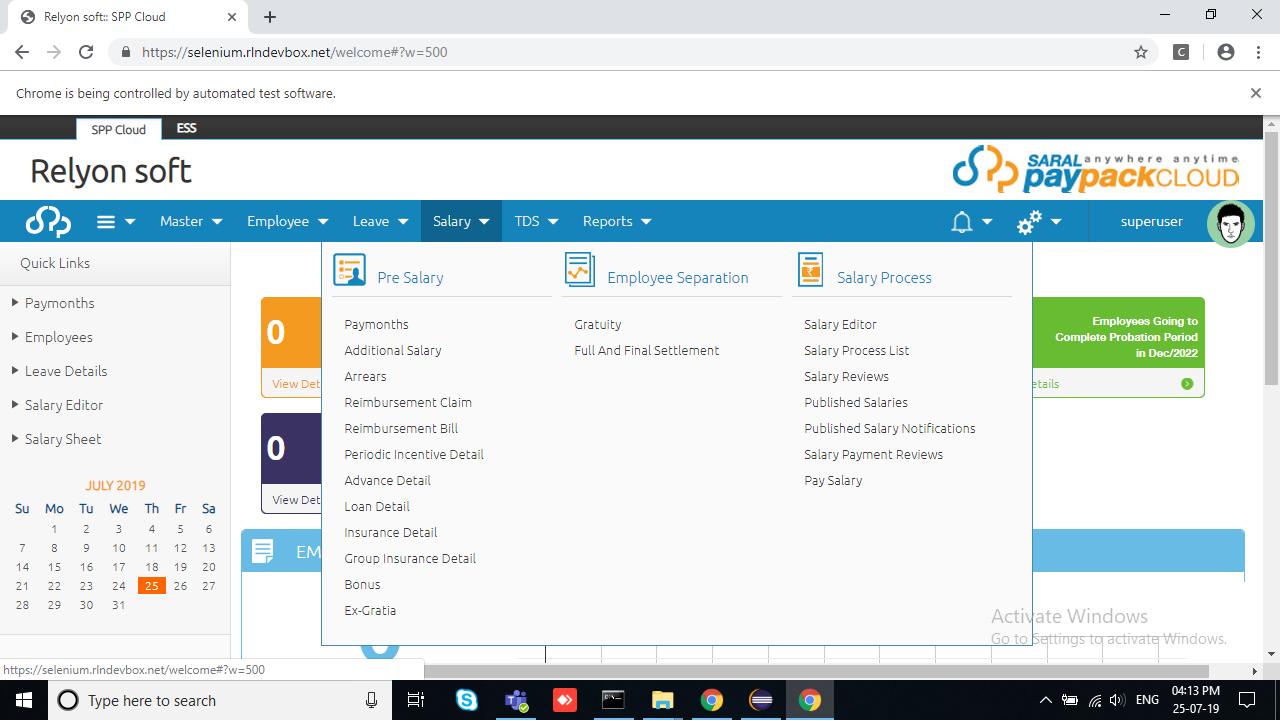 Relyon soft:: SPP Cloud
https://selenium.rlndevbox.net/welcome#?w=500
C
Chrome is being controlled by automated test software.
SPP Cloud ESS
Relyon soft
SARAL anywhere anytime
paypackCLOUD
Master Employee Leave Salary TDS Reports superuser
Quick Links
Paymonths
Employees
Leave Details
Salary Editor
Salary Sheet
JULY 2019
Su Mo Tu We Th Fr Sa
1 2 3 4 5 6
7 8 9 10 11 12 13
14 15 16 17 18 19 20
21 22 23 24 25 26 27
28 29 30 31
0
View Det
0
View Det
EM
Pre Salary
Paymonths
Additional Salary
Arrears
Reimbursement Claim
Reimbursement Bill
Periodic Incentive Detail
Advance Detail
Loan Detail
Insurance Detail
Group Insurance Detail
Bonus
Ex-Gratia
Employee Separation
Gratuity
Full And Final Settlement
Salary Process
Salary Editor
Salary Process List
Salary Reviews
Published Salaries
Published Salary Notifications
Salary Payment Reviews
Pay Salary
Employees Going to
Complete Probation Period
in Dec/2022
etails
Activate Windows
Go to Settings to activate Windows.
https://selenium.rlndevbox.net/welcome#?w=500
Type here to search
ENG
04:13 PM
25-07-19